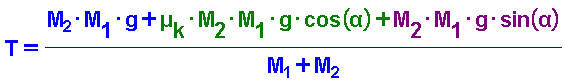 T = (M₂·M₁·g + μₖ·M₂·M₁·g·cos(α) + M₂·M₁·g·sin(α)) / (M₁ + M₂)